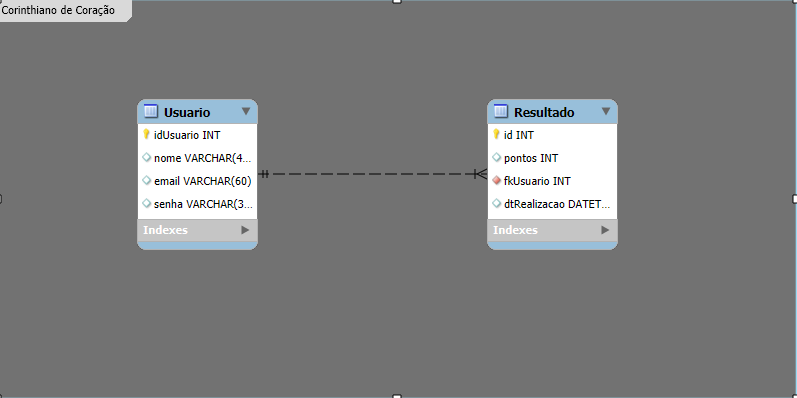 Corinthiano de Coração
Usuario
idUsuario INT
nome VARCHAR(4...
email VARCHAR(60)
senha VARCHAR(3...
Indexes
Resultado
id INT
pontos INT
fkUsuario INT
dtRealizacao DATET...
Indexes